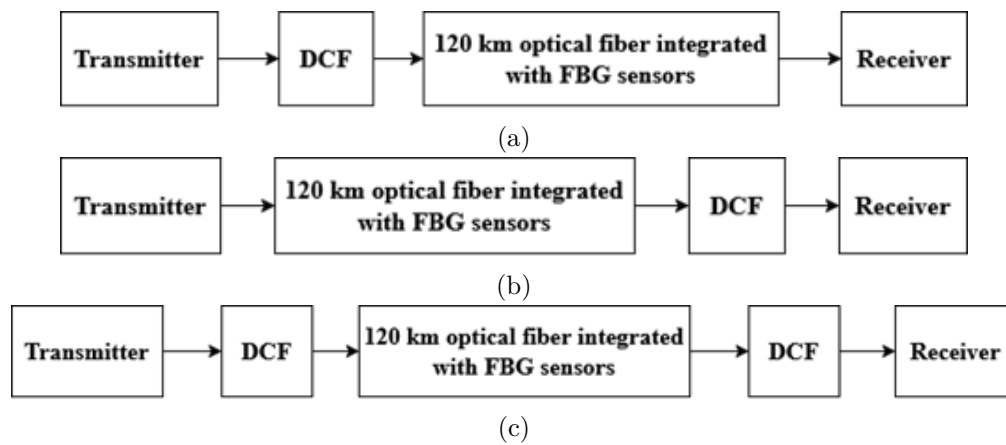 Transmitter DCF 120 km optical fiber integrated Receiver
with FBG sensors
(a)
Transmitter 120 km optical fiber integrated DCF Receiver
with FBG sensors
(b)
Transmitter DCF 120 km optical fiber integrated DCF Receiver
with FBG sensors
(c)